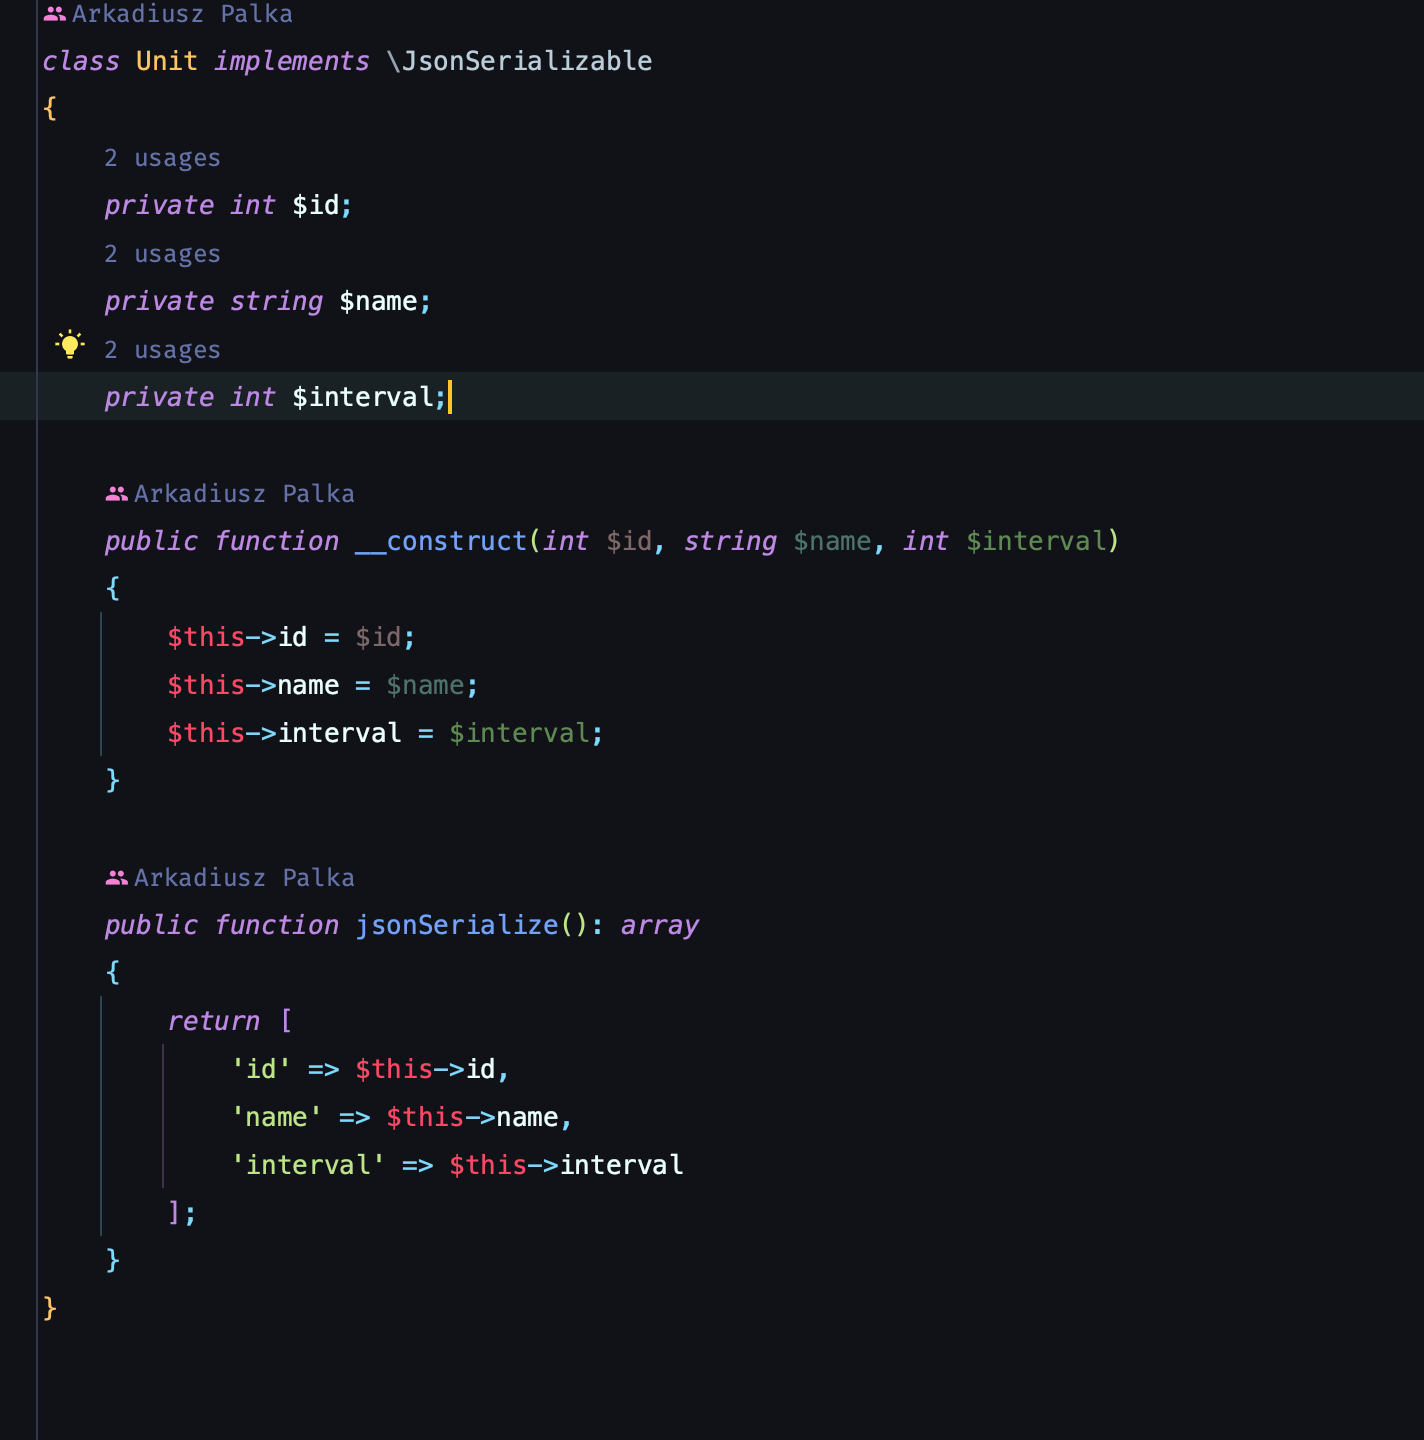 Arkadiusz Palka
class Unit implements \JsonSerializable
{
2 usages
private int $id;
2 usages
private string $name;
2 usages
private int $interval;
Arkadiusz Palka
public function __construct(int $id, string $name, int $interval)
{
$this->id = $id;
$this->name = $name;
$this->interval = $interval;
}
Arkadiusz Palka
public function jsonSerialize(): array
{
return [
'id' => $this->id,
'name' => $this->name,
'interval' => $this->interval
];
}
}